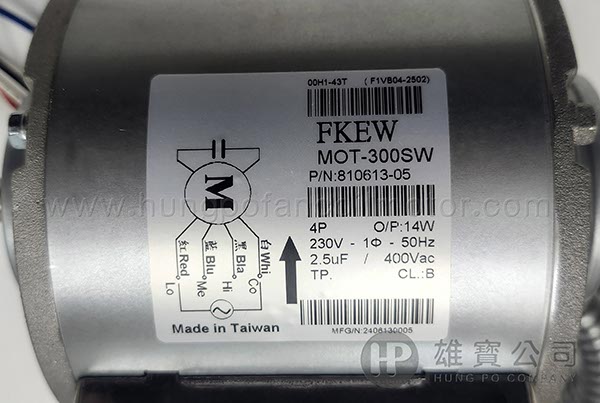 00H1-43T ( F1VB04-2502)
FKEW
MOT-300SW
P/N:810613-05
4P O/P:14W
230V - 1Φ - 50Hz
2.5uF / 400Vac
TP. CL.:B
MFG/N:2406130005
M
紅 Red Lo
藍 Blu Me
黑 Bla Hi
白 Whi Co
Made in Taiwan
HP 雄寶公司
HUNG PO COMPANY